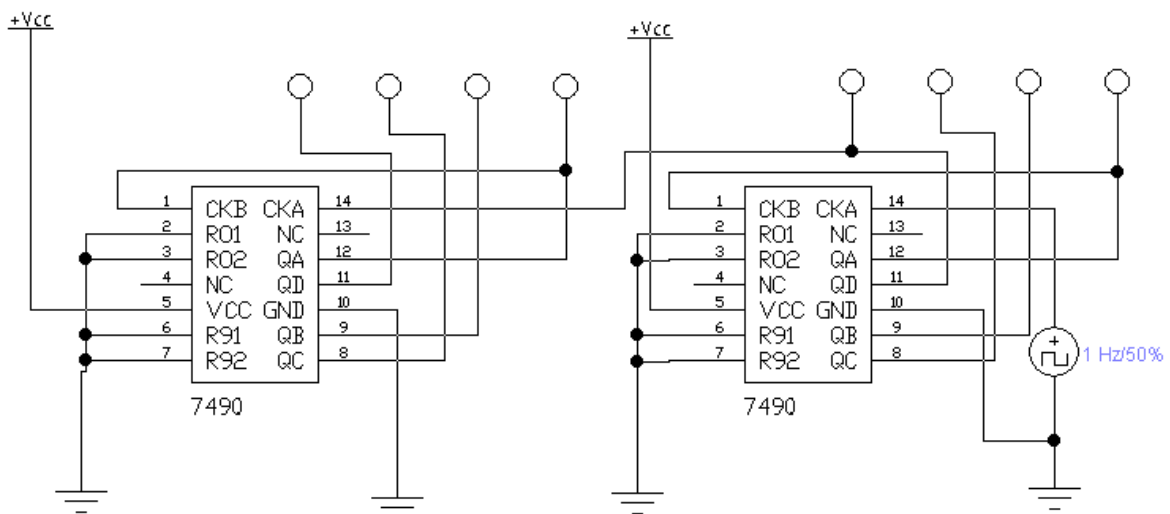 +Vcc
+Vcc
1 CKB CKA 14
2 RO1 NC 13
3 RO2 QA 12
4 NC QD 11
5 VCC GND 10
6 R91 QB 9
7 R92 QC 8
7490
1 CKB CKA 14
2 RO1 NC 13
3 RO2 QA 12
4 NC QD 11
5 VCC GND 10
6 R91 QB 9
7 R92 QC 8
7490
+
1 Hz/50%